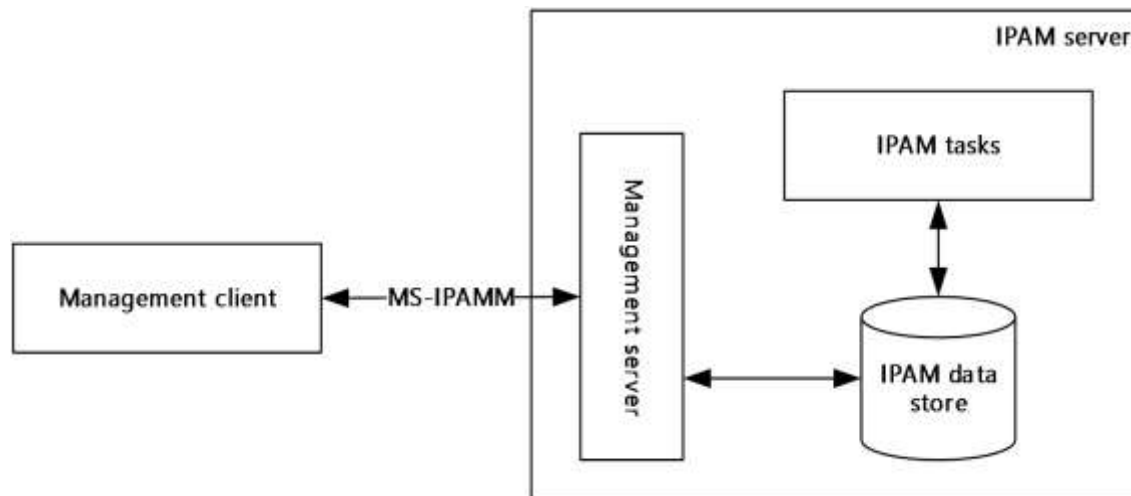 IPAM server
IPAM tasks
Management server
Management client
MS-IPAMM
IPAM data
store